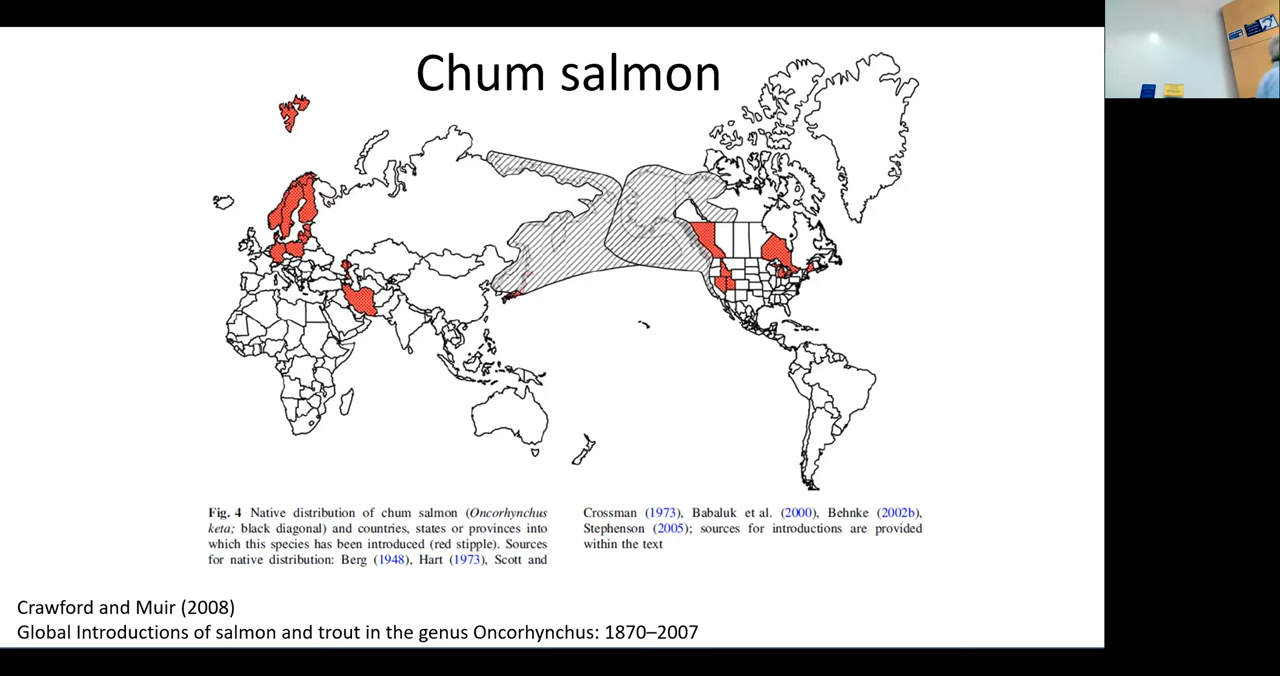 Chum salmon
Fig. 4 Native distribution of chum salmon (Oncorhynchus
keta; black diagonal) and countries, states or provinces into
which this species has been introduced (red stipple). Sources
for native distribution: Berg (1948), Hart (1973), Scott and
Crossman (1973), Babaluk et al. (2000), Behnke (2002b),
Stephenson (2005); sources for introductions are provided
within the text
Crawford and Muir (2008)
Global Introductions of salmon and trout in the genus Oncorhynchus: 1870–2007